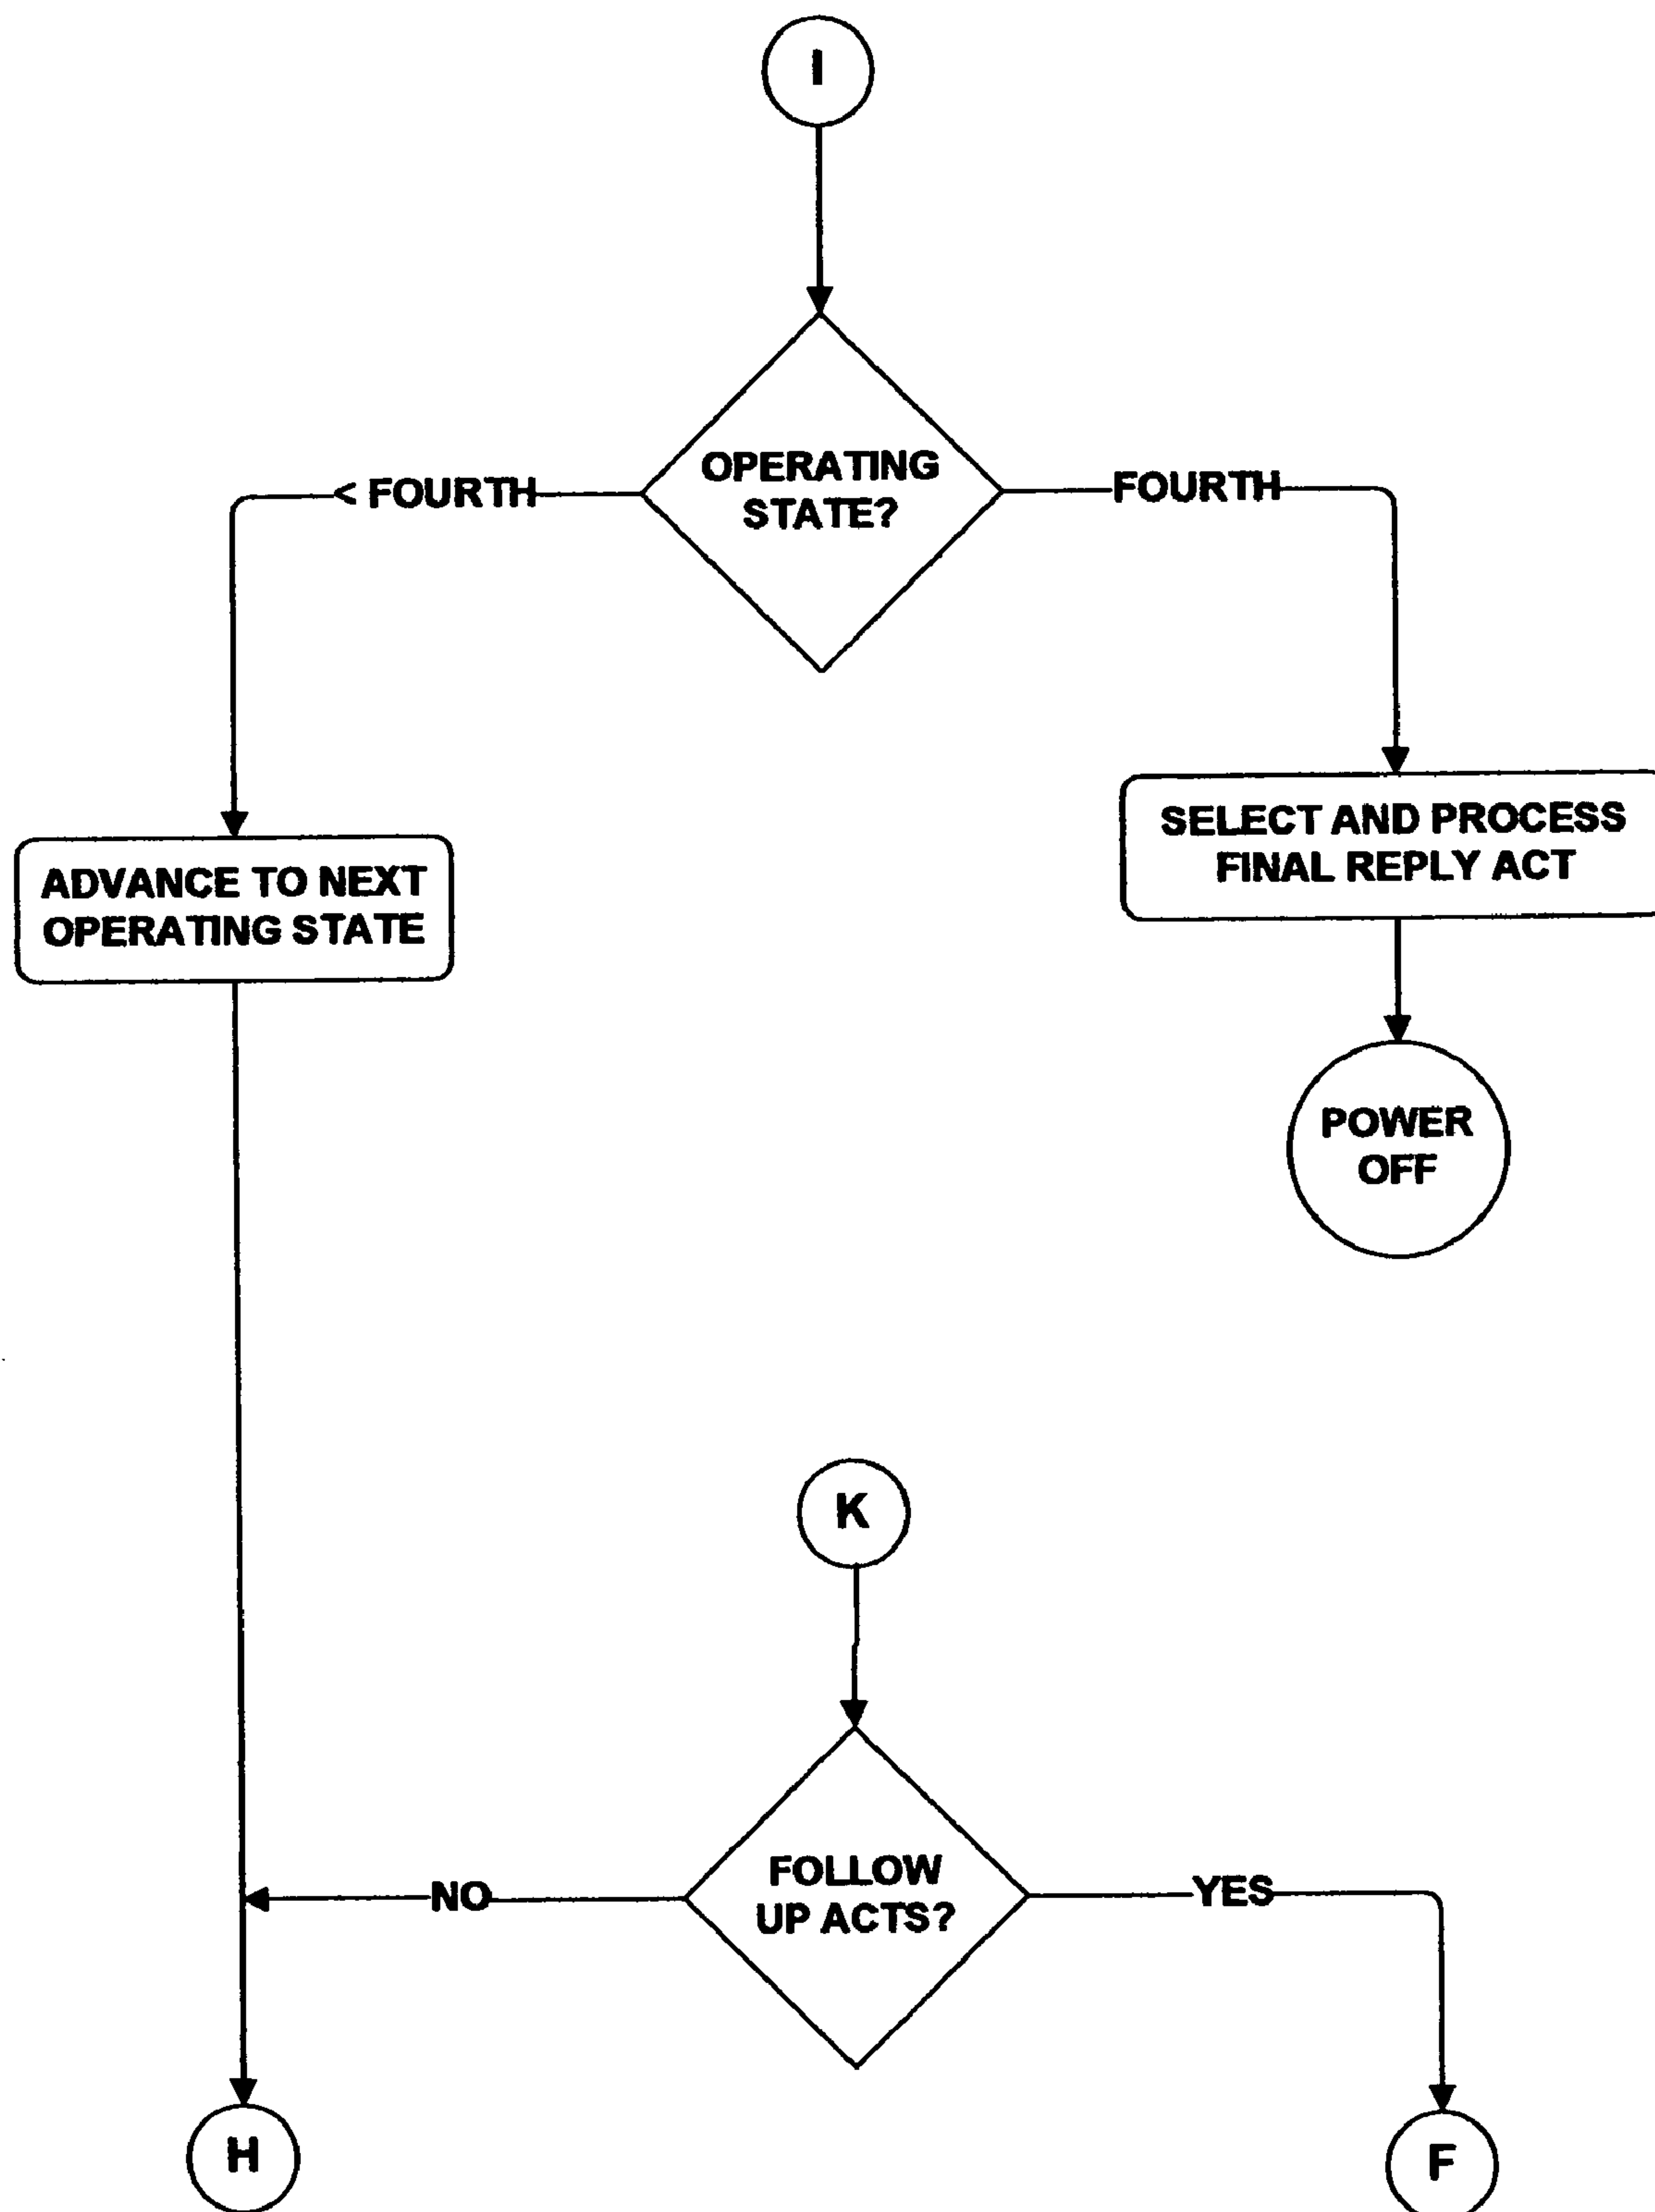 I
OPERATING
STATE?
< FOURTH
FOURTH
SELECT AND PROCESS
FINAL REPLY ACT
ADVANCE TO NEXT
OPERATING STATE
POWER
OFF
K
FOLLOW
UP ACTS?
NO
YES
H
F